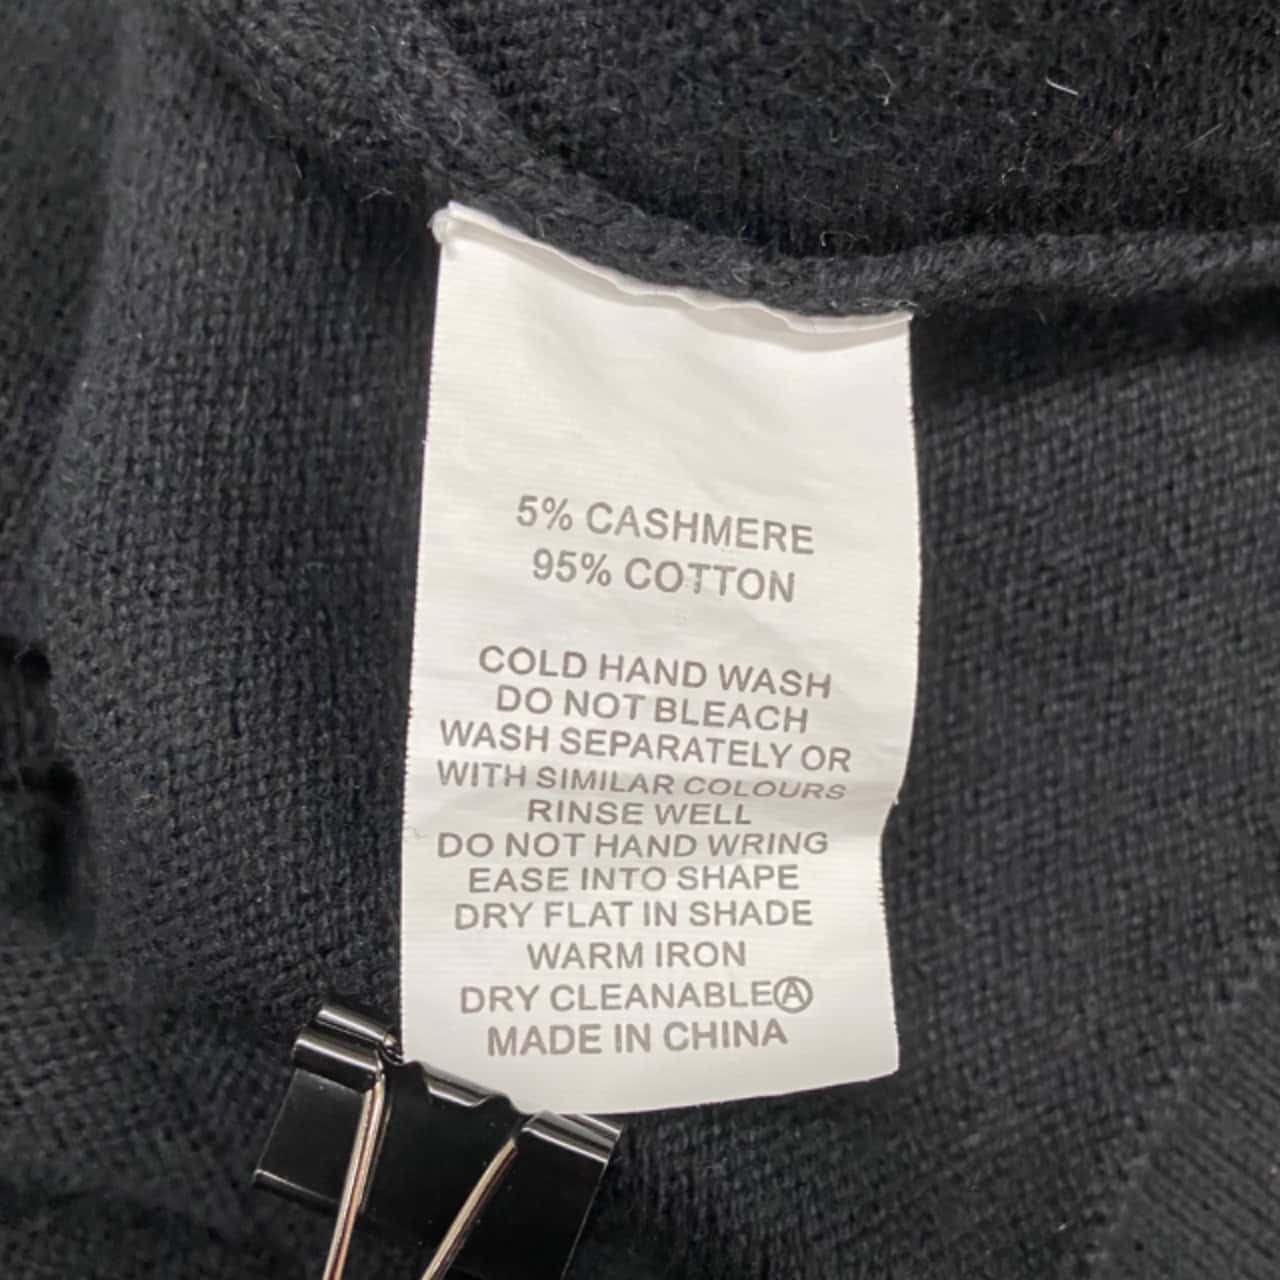 5% CASHMERE
95% COTTON
COLD HAND WASH
DO NOT BLEACH
WASH SEPARATELY OR
WITH SIMILAR COLOURS
RINSE WELL
DO NOT HAND WRING
EASE INTO SHAPE
DRY FLAT IN SHADE
WARM IRON
DRY CLEANABLEⒶ
MADE IN CHINA